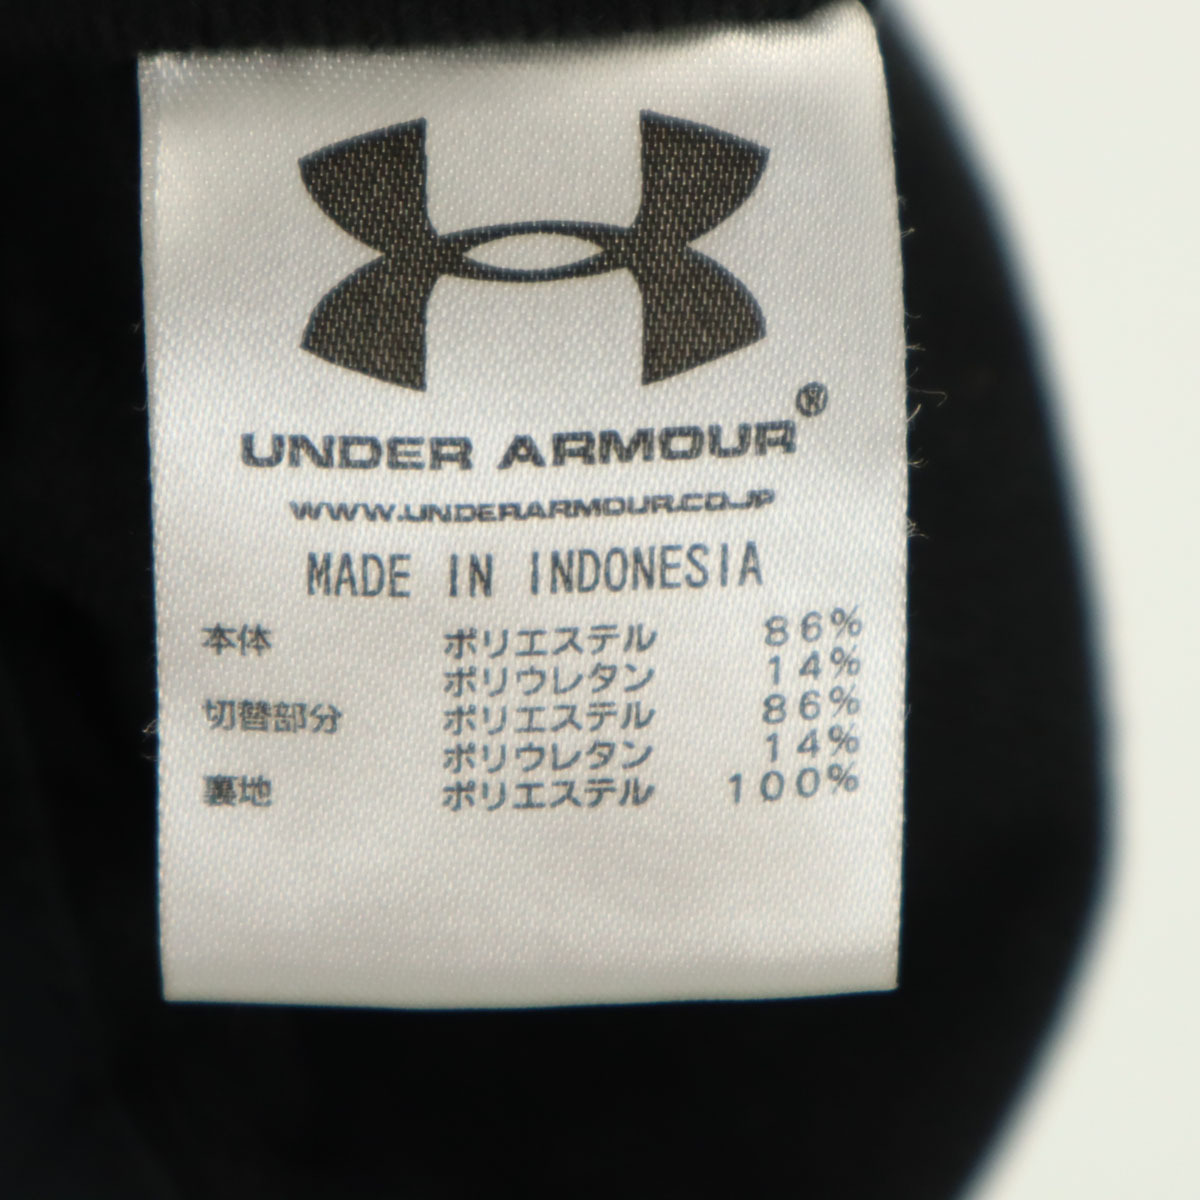 UNDER ARMOUR®
WWW.UNDERARMOUR.CO.JP
MADE IN INDONESIA
本体 ポリエステル 86%
ポリウレタン 14%
切替部分 ポリエステル 86%
ポリウレタン 14%
裏地 ポリエステル 100%